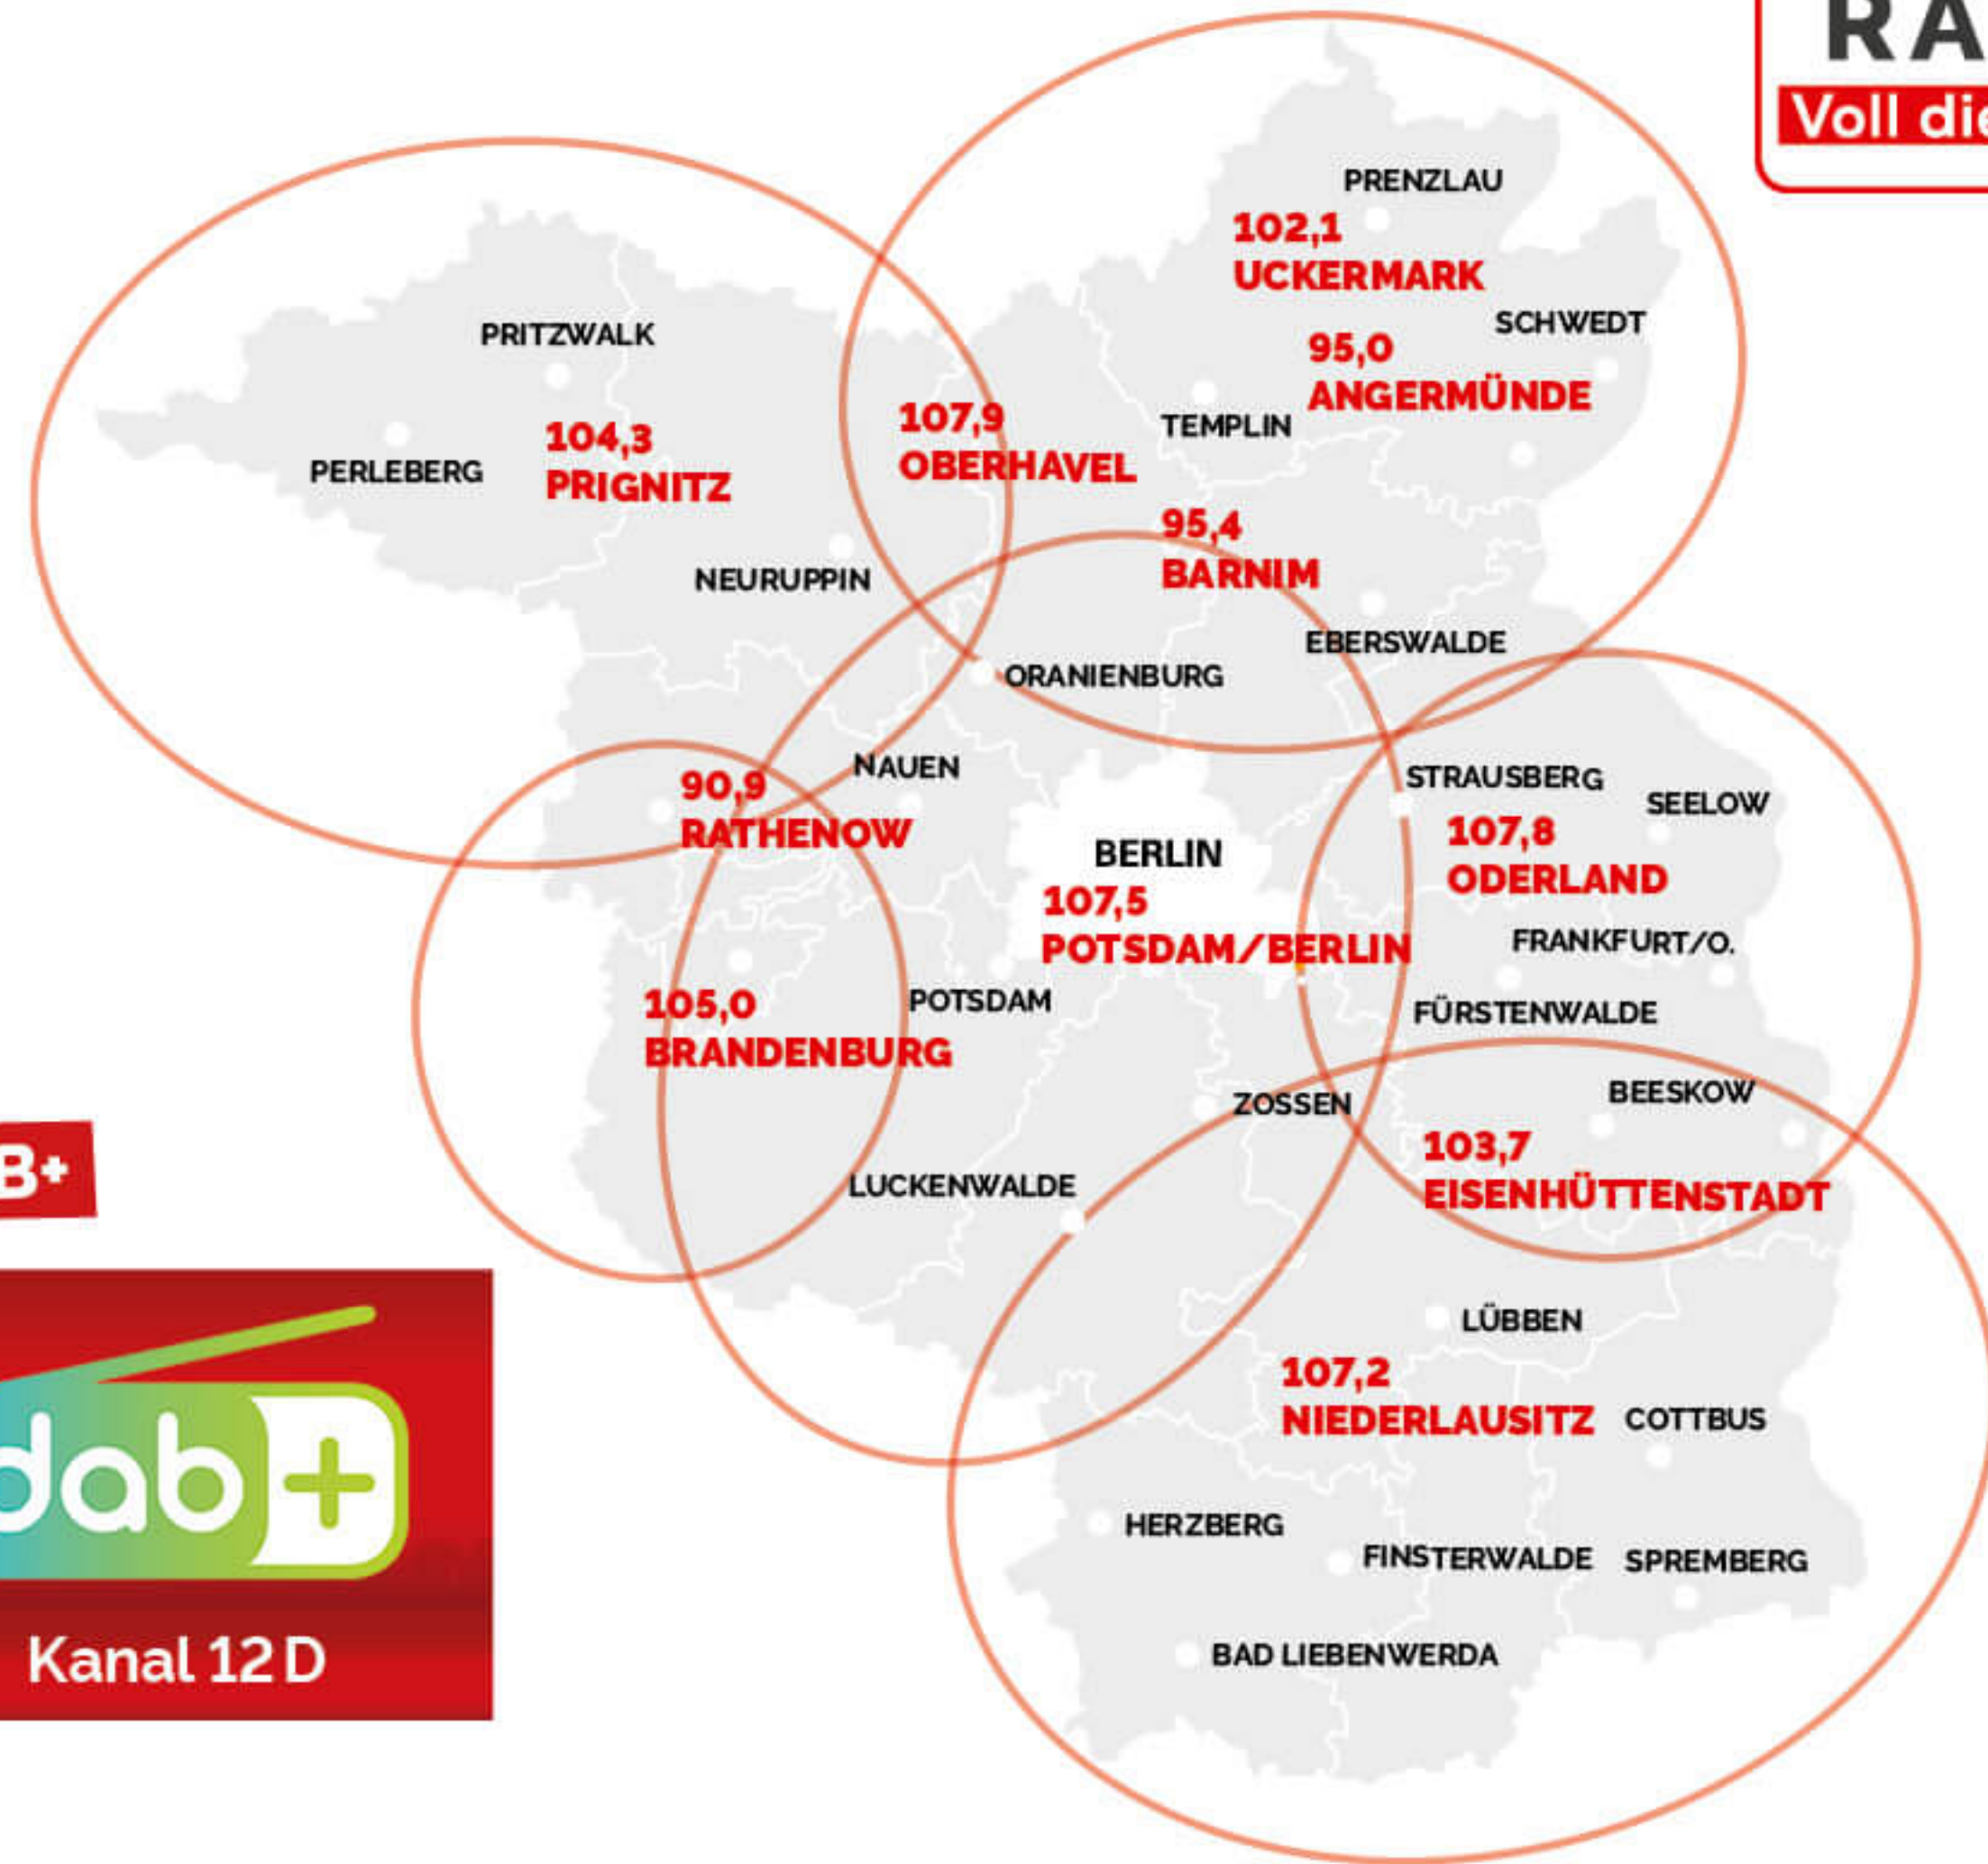 RA
Voll die
PRENZLAU
102,1
UCKERMARK
SCHWEDT
95,0
ANGERMÜNDE
TEMPLIN
PRITZWALK
PERLEBERG
104,3
PRIGNITZ
107,9
OBERHAVEL
95,4
BARNIM
NEURUPPIN
EBERSWALDE
ORANIENBURG
NAUEN
90,9
RATHENOW
STRAUSBERG
SEELOW
107,8
ODERLAND
BERLIN
107,5
POTSDAM/BERLIN
FRANKFURT/O.
105,0
BRANDENBURG
POTSDAM
FÜRSTENWALDE
ZOSSEN
BEESKOW
103,7
EISENHÜTTENSTADT
LUCKENWALDE
B+
LÜBBEN
107,2
NIEDERLAUSITZ
COTTBUS
HERZBERG
FINSTERWALDE
SPREMBERG
BAD LIEBENWERDA
dab+
Kanal 12 D